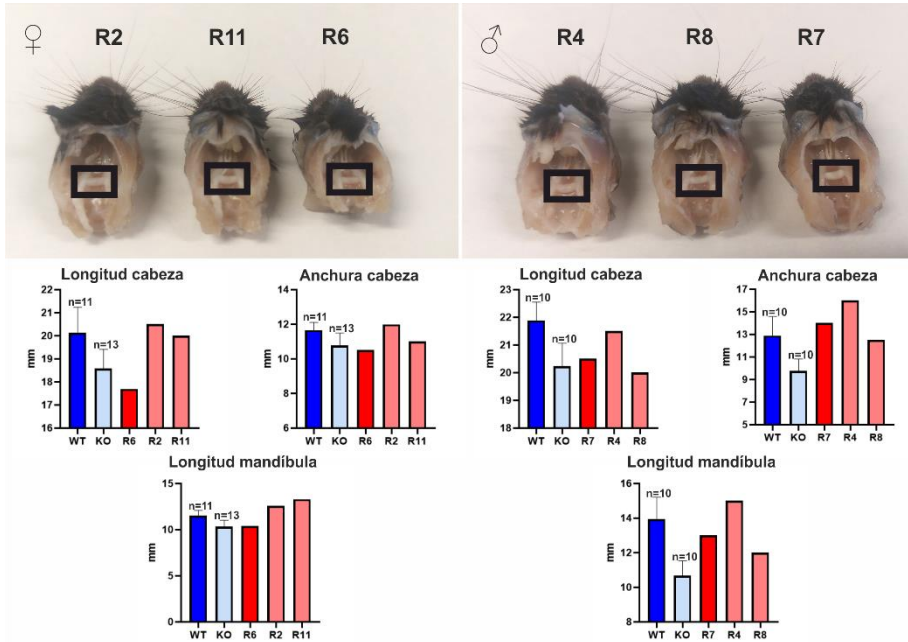 ♀ R2 R11 R6
♂ R4 R8 R7
Longitud cabeza
22
21
20
19
18
17
16
mm
n=11
n=13
WT KO R6 R2 R11
Anchura cabeza
14
12
10
8
6
mm
n=11
n=13
WT KO R6 R2 R11
Longitud cabeza
23
22
21
20
19
18
mm
n=10
n=10
WT KO R7 R4 R8
Anchura cabeza
17
15
13
11
9
7
5
mm
n=10
n=10
WT KO R7 R4 R8
Longitud mandíbula
15
10
5
0
mm
n=11
n=13
WT KO R6 R2 R11
Longitud mandíbula
16
14
12
10
8
mm
n=10
n=10
WT KO R7 R4 R8